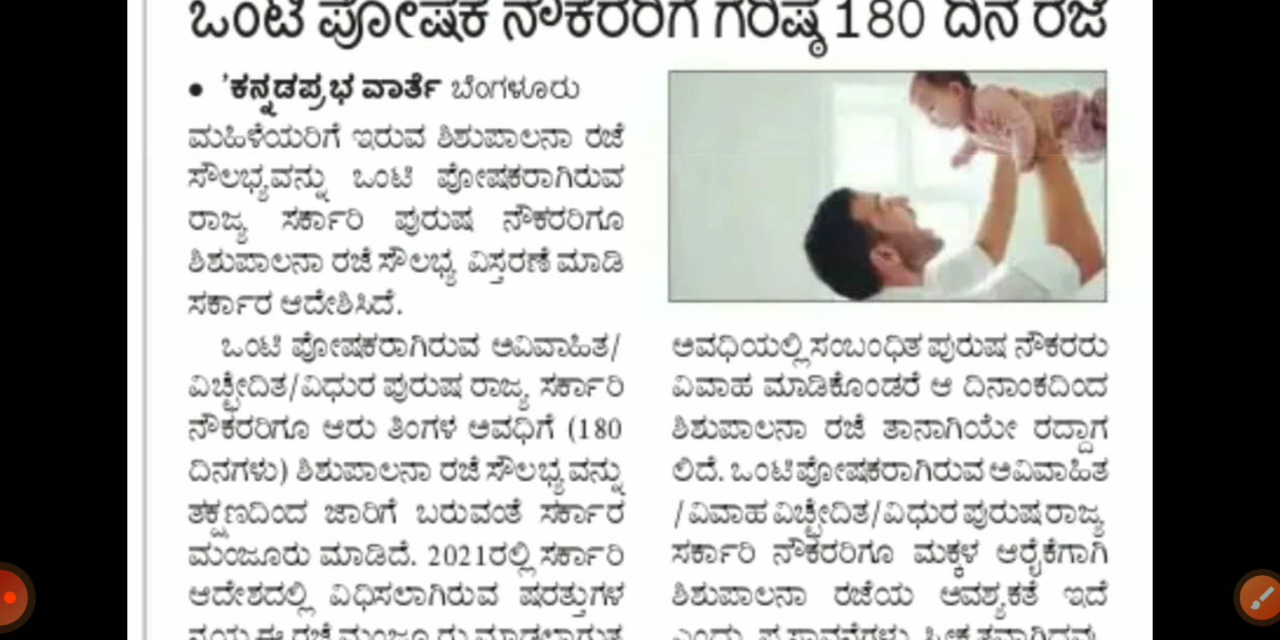 ಒಂಟಿ ಪೋಷಕ ನೌಕರರಿಗೆ ಗರಿಷ್ಠ 180 ದಿನ ರಜೆ
• 'ಕನ್ನಡಪ್ರಭ ವಾರ್ತೆ ಬೆಂಗಳೂರು
ಮಹಿಳೆಯರಿಗೆ ಇರುವ ಶಿಶುಪಾಲನಾ ರಜೆ
ಸೌಲಭ್ಯವನ್ನು ಒಂಟಿ ಪೋಷಕರಾಗಿರುವ
ರಾಜ್ಯ ಸರ್ಕಾರಿ ಪುರುಷ ನೌಕರರಿಗೂ
ಶಿಶುಪಾಲನಾ ರಜೆ ಸೌಲಭ್ಯ ವಿಸ್ತರಣೆ ಮಾಡಿ
ಸರ್ಕಾರ ಆದೇಶಿಸಿದೆ.
ಒಂಟಿ ಪೋಷಕರಾಗಿರುವ ಅವಿವಾಹಿತ/
ವಿಚ್ಛೇದಿತ/ವಿಧುರ ಪುರುಷ ರಾಜ್ಯ ಸರ್ಕಾರಿ
ನೌಕರರಿಗೂ ಆರು ತಿಂಗಳ ಅವಧಿಗೆ (180
ದಿನಗಳು) ಶಿಶುಪಾಲನಾ ರಜೆ ಸೌಲಭ್ಯವನ್ನು
ತಕ್ಷಣದಿಂದ ಜಾರಿಗೆ ಬರುವಂತೆ ಸರ್ಕಾರ
ಮಂಜೂರು ಮಾಡಿದೆ. 2021ರಲ್ಲಿ ಸರ್ಕಾರಿ
ಆದೇಶದಲ್ಲಿ ವಿಧಿಸಲಾಗಿರುವ ಷರತ್ತುಗಳ
ಈ ರಜೆ ಮಂಜೂರು
ಅವಧಿಯಲ್ಲಿ ಸಂಬಂಧಿತ ಪುರುಷ ನೌಕರರು
ವಿವಾಹ ಮಾಡಿಕೊಂಡರೆ ಆ ದಿನಾಂಕದಿಂದ
ಶಿಶುಪಾಲನಾ ರಜೆ ತಾನಾಗಿಯೇ ರದ್ದಾಗ
ಲಿದೆ. ಒಂಟಿಪೋಷಕರಾಗಿರುವ ಅವಿವಾಹಿತ
/ವಿವಾಹ ವಿಚ್ಛೇದಿತ/ವಿಧುರ ಪುರುಷ ರಾಜ್ಯ
ಸರ್ಕಾರಿ ನೌಕರರಿಗೂ ಮಕ್ಕಳ ಆರೈಕೆಗಾಗಿ
ಶಿಶುಪಾಲನಾ ರಜೆಯ ಅವಶ್ಯಕತೆ ಇದೆ
ಎಂದು